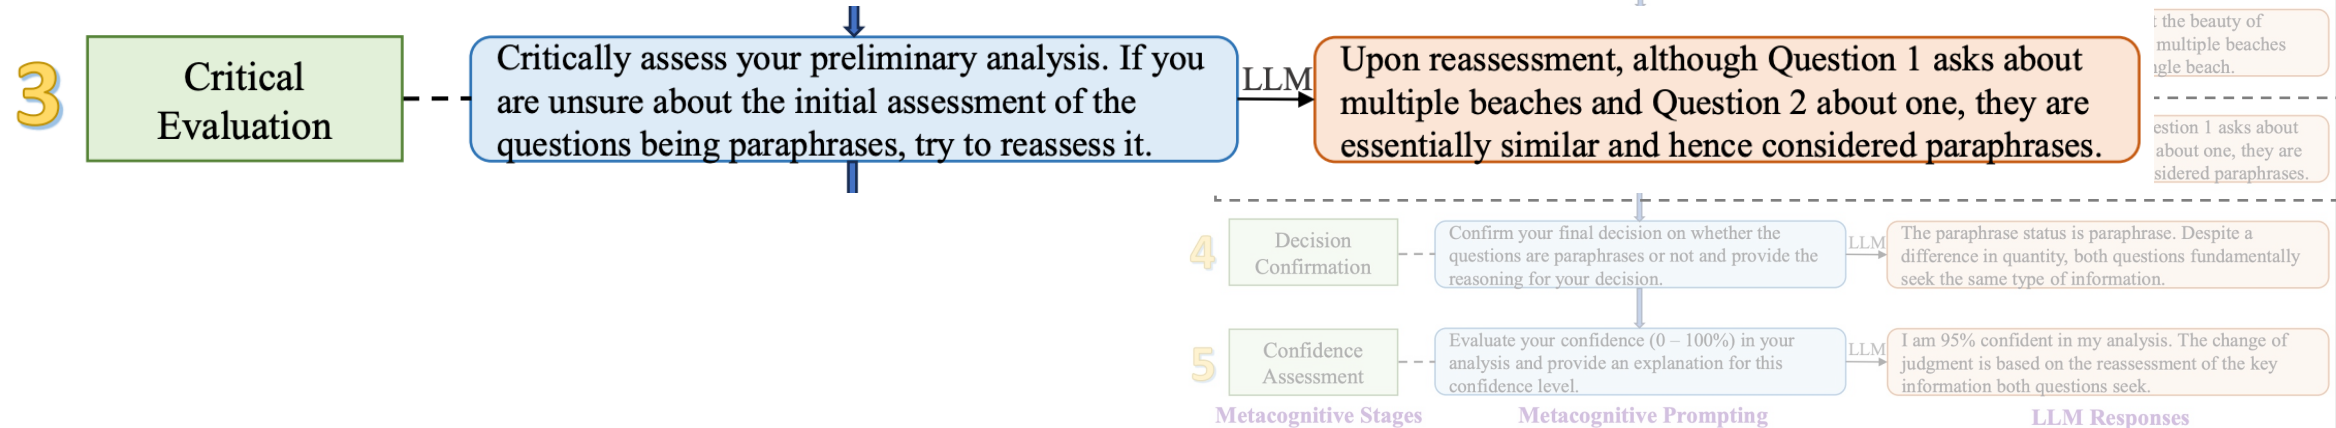 3
Critical
Evaluation
Critically assess your preliminary analysis. If you
are unsure about the initial assessment of the
questions being paraphrases, try to reassess it.
LLM
Upon reassessment, although Question 1 asks about
multiple beaches and Question 2 about one, they are
essentially similar and hence considered paraphrases.
the beauty of
multiple beaches
beach.
1 asks about
about one, they are
paraphrases.
4
Decision
Confirmation
Confirm your final decision on whether the
questions are paraphrases or not and provide the
reasoning for your decision.
LLM
The paraphrase status is paraphrase. Despite a
difference in quantity, both questions fundamentally
seek the same type of information.
5
Confidence
Assessment
Evaluate your confidence (0 – 100%) in your
analysis and provide an explanation for this
confidence level.
LLM
I am 95% confident in my analysis. The change of
judgment is based on the reassessment of the key
information both questions seek.
Metacognitive Stages
Metacognitive Prompting
LLM Responses